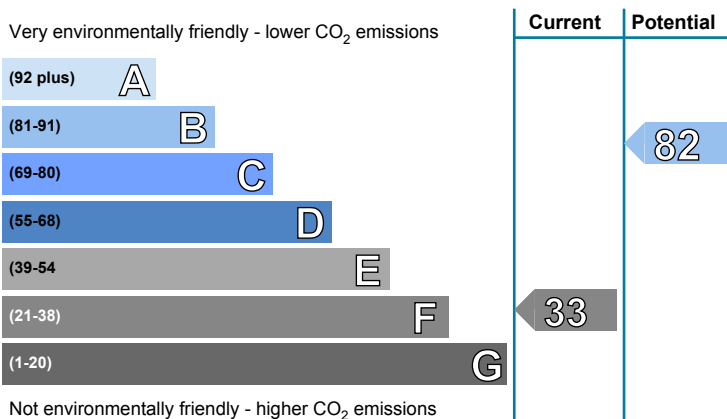 Current Potential
Very environmentally friendly - lower CO2 emissions
(92 plus) A
(81-91) B
82
(69-80) C
(55-68) D
(39-54 E
(21-38) F 33
(1-20) G
Not environmentally friendly - higher CO2 emissions